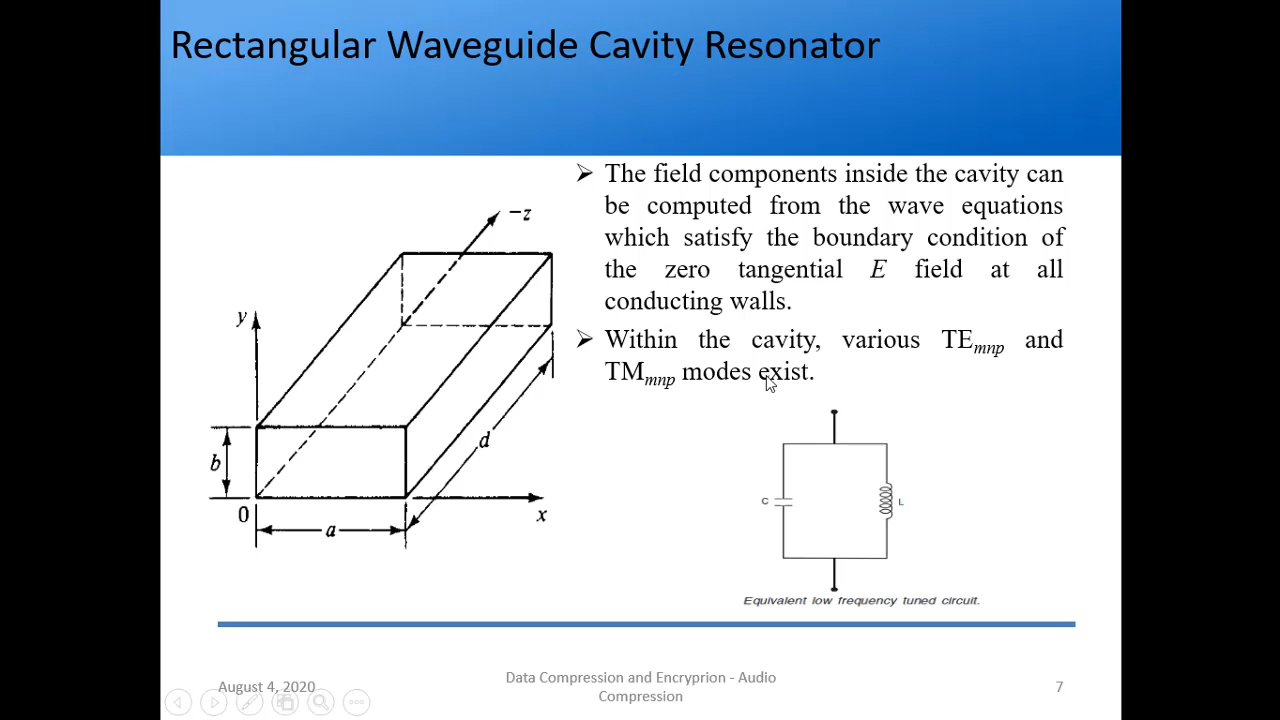 Rectangular Waveguide Cavity Resonator
➢ The field components inside the cavity can
be computed from the wave equations
which satisfy the boundary condition of
the zero tangential E field at all
conducting walls.
➢ Within the cavity, various TEmnp and
TMmnp modes exist.
−z
y
b
d
0
a
x
C
L
Equivalent low frequency tuned circuit.
August 4, 2020
Data Compression and Encryprion - Audio
Compression
7